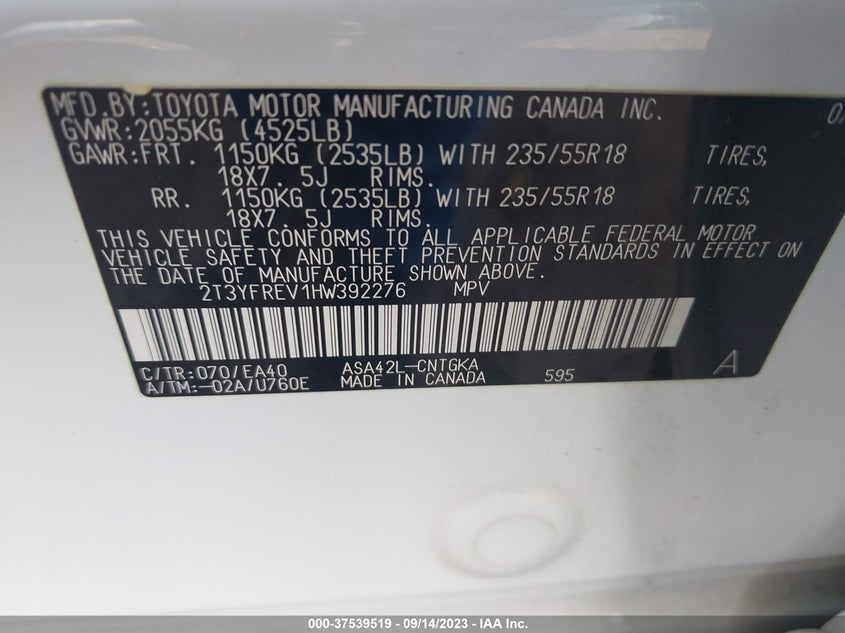 MFD.BY:TOYOTA MOTOR MANUFACTURING CANADA INC.
GVWR:2055KG (4525LB)
GAWR:FRT. 1150KG (2535LB) WITH 235/55R18 TIRES,
18X7. 5J RIMS.
RR. 1150KG (2535LB) WITH 235/55R18 TIRES,
18X7. 5J RIMS.
THIS VEHICLE CONFORMS TO ALL APPLICABLE FEDERAL MOTOR
VEHICLE SAFETY AND THEFT PREVENTION STANDARDS IN EFFECT ON
THE DATE OF MANUFACTURE SHOWN ABOVE.
2T3YFREV1HW392276 MPV
C/TR:070/EA40 ASA42L-CNTGKA 595 A
A/TM:-02A/U760E MADE IN CANADA
000-37539519 - 09/14/2023 - IAA Inc.